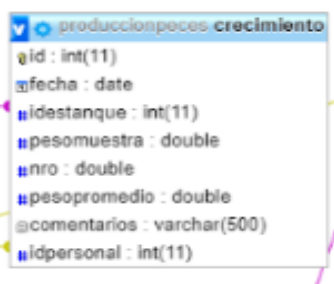 produccionpeces crecimiento
id : int(11)
fecha : date
idestanque : int(11)
pesomuestra : double
nro : double
pesopromedio : double
comentarios : varchar(500)
idpersonal : int(11)